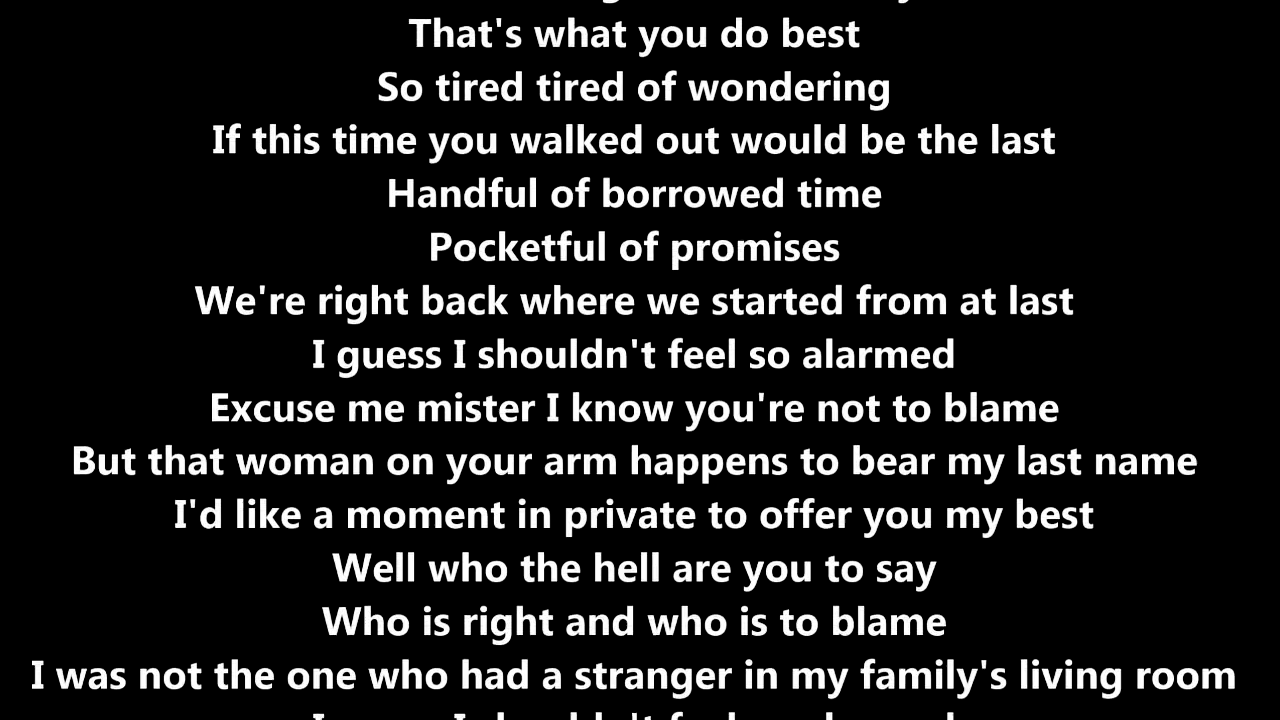 That's what you do best
So tired tired of wondering
If this time you walked out would be the last
Handful of borrowed time
Pocketful of promises
We're right back where we started from at last
I guess I shouldn't feel so alarmed
Excuse me mister I know you're not to blame
But that woman on your arm happens to bear my last name
I'd like a moment in private to offer you my best
Well who the hell are you to say
Who is right and who is to blame
I was not the one who had a stranger in my family's living room